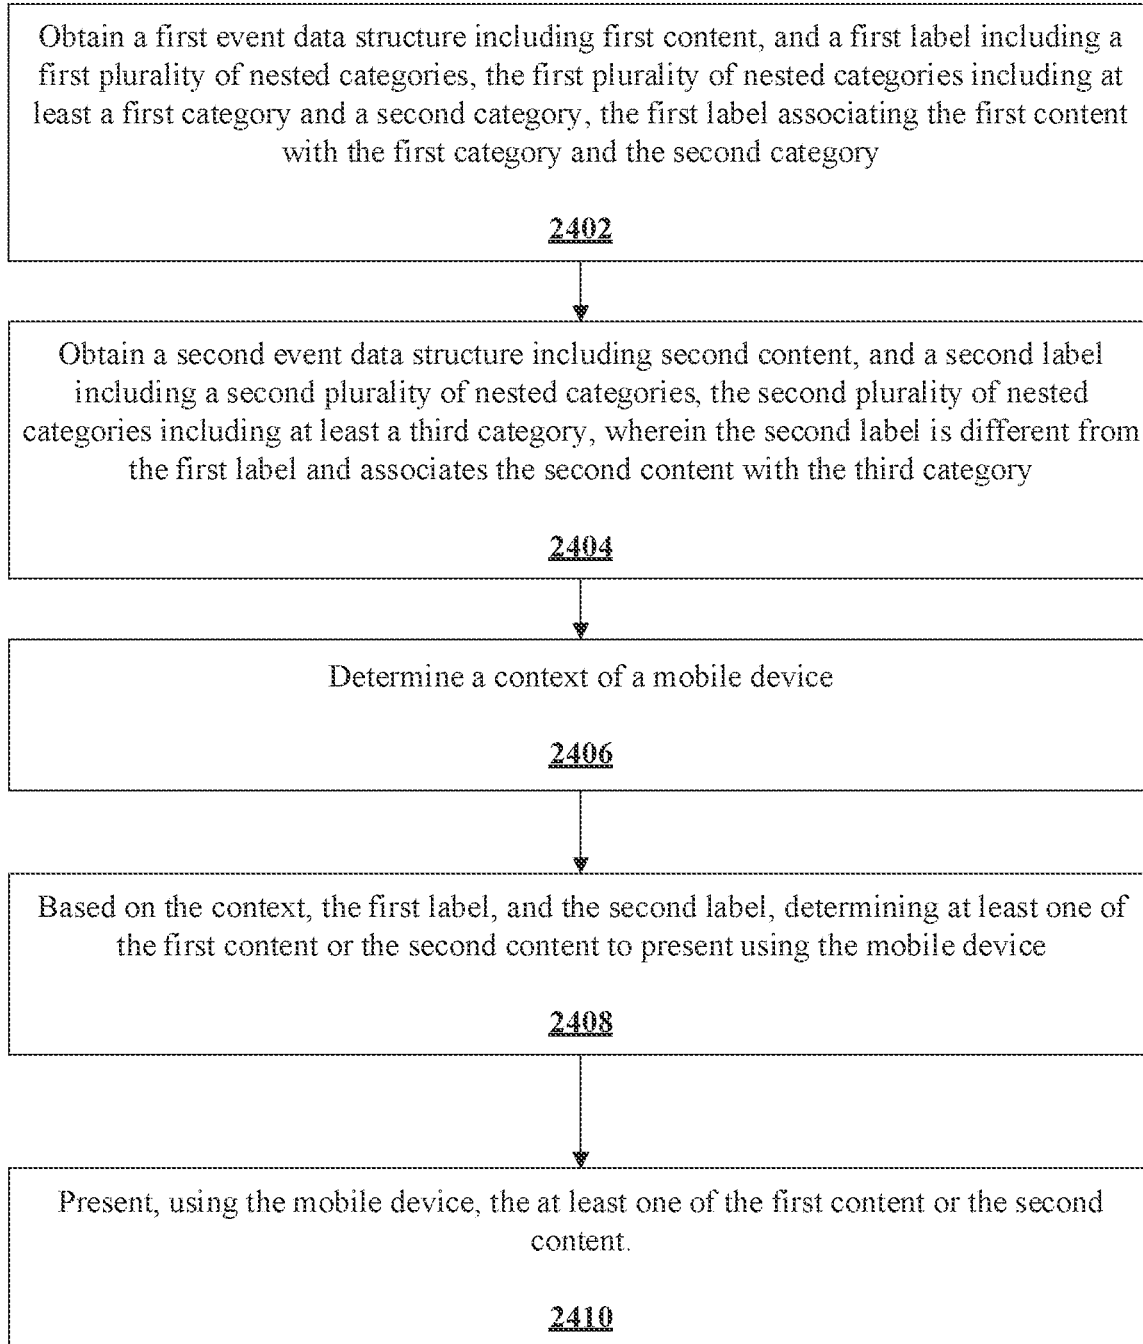 Obtain a first event data structure including first content, and a first label including a
first plurality of nested categories, the first plurality of nested categories including at
least a first category and a second category, the first label associating the first content
with the first category and the second category
2402
Obtain a second event data structure including second content, and a second label
including a second plurality of nested categories, the second plurality of nested
categories including at least a third category, wherein the second label is different from
the first label and associates the second content with the third category
2404
Determine a context of a mobile device
2406
Based on the context, the first label, and the second label, determining at least one of
the first content or the second content to present using the mobile device
2408
Present, using the mobile device, the at least one of the first content or the second
content.
2410